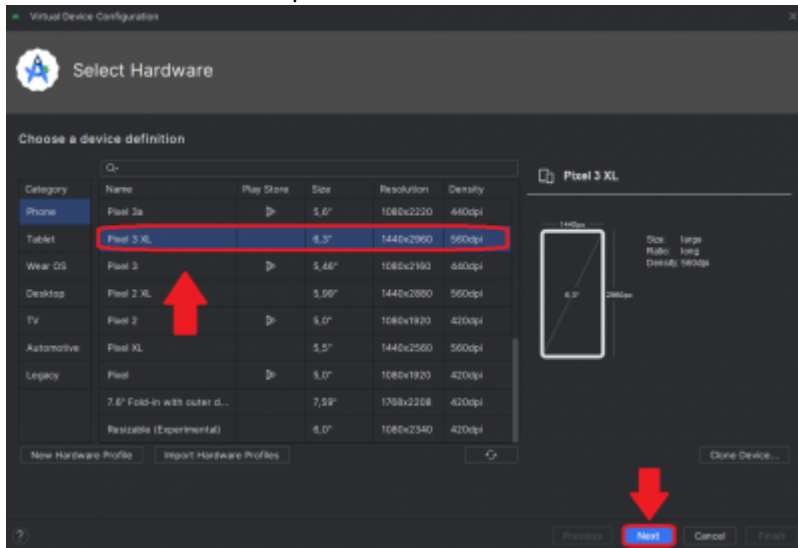 Virtual Device Configuration
Select Hardware
Choose a device definition
Category Name Play Store Size Resolution Density
Phone Pixel 3a 5,6" 1080x2220 440dpi
Tablet Pixel 3 XL 6,3" 1440x2960 560dpi
Wear OS Pixel 3 5,46" 1080x2160 440dpi
Desktop Pixel 2 XL 5,99" 1440x2880 560dpi
TV Pixel 2 5,0" 1080x1920 420dpi
Automotive Pixel XL 5,5" 1440x2560 560dpi
Legacy Pixel 5,0" 1080x1920 420dpi
7.6" Fold-in with outer d... 7,59" 1768x2208 420dpi
Resizable (Experimental) 6,0" 1080x2340 420dpi
New Hardware Profile Import Hardware Profiles
Pixel 3 XL
1440px
6,3" 2960px
Size: large
Ratio: long
Density: 560dpi
Clone Device...
? Previous Next Cancel Finish